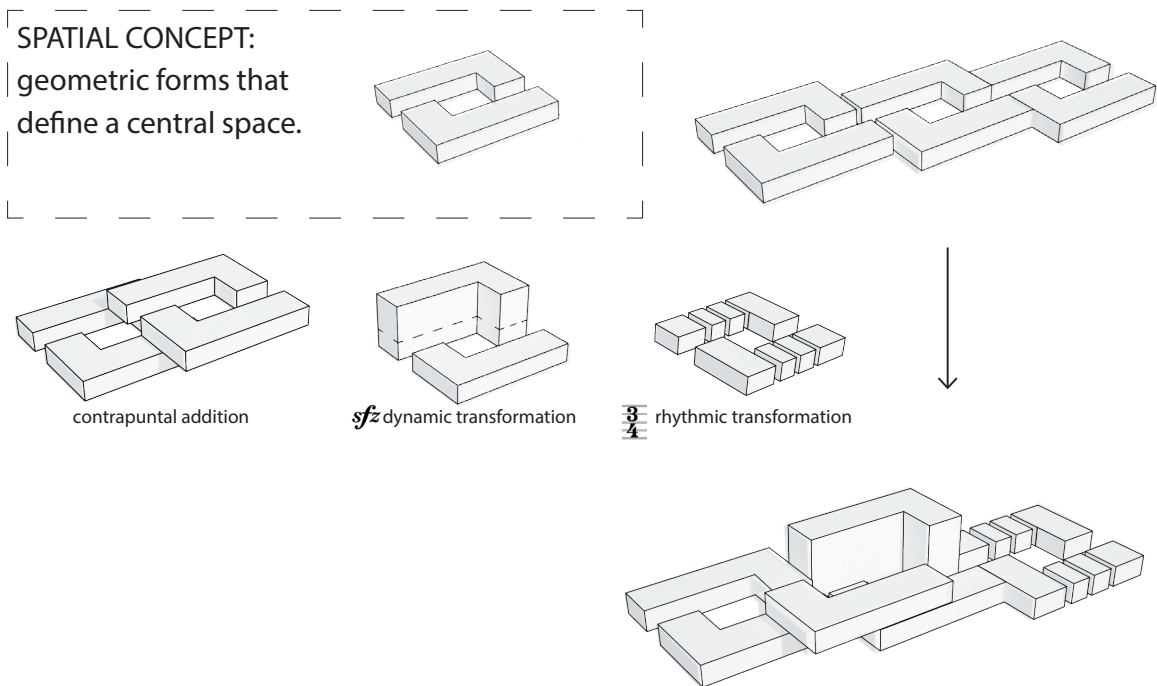 SPATIAL CONCEPT:
geometric forms that
define a central space.
contrapuntal addition
sfz dynamic transformation
3
4
rhythmic transformation